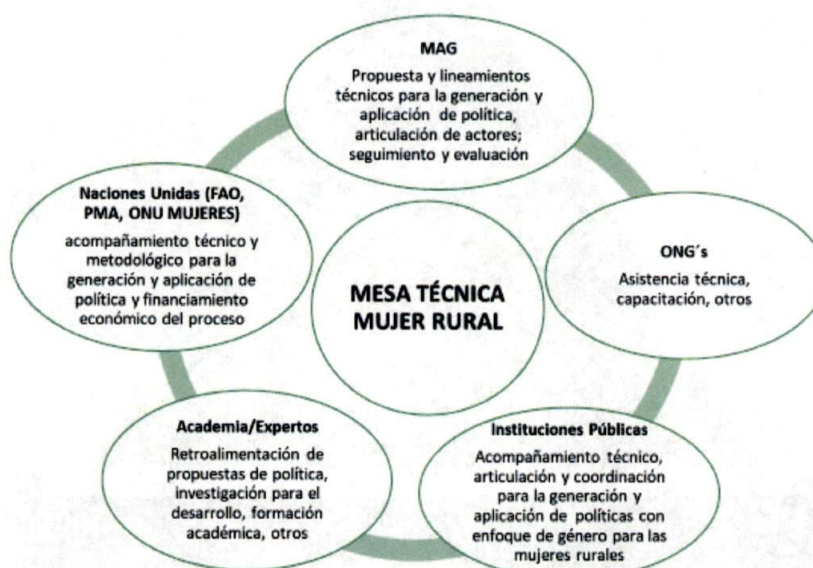 MAG
Propuesta y lineamientos
técnicos para la generación y
aplicación de política,
articulación de actores;
seguimiento y evaluación
Naciones Unidas (FAO,
PMA, ONU MUJERES)
acompañamiento técnico y
metodológico para la
generación y aplicación de
política y financiamiento
económico del proceso
ONG´s
Asistencia técnica,
capacitación, otros
MESA TÉCNICA
MUJER RURAL
Academia/Expertos
Retroalimentación de
propuestas de política,
investigación para el
desarrollo, formación
académica, otros
Instituciones Públicas
Acompañamiento técnico,
articulación y coordinación
para la generación y
aplicación de políticas con
enfoque de género para las
mujeres rurales